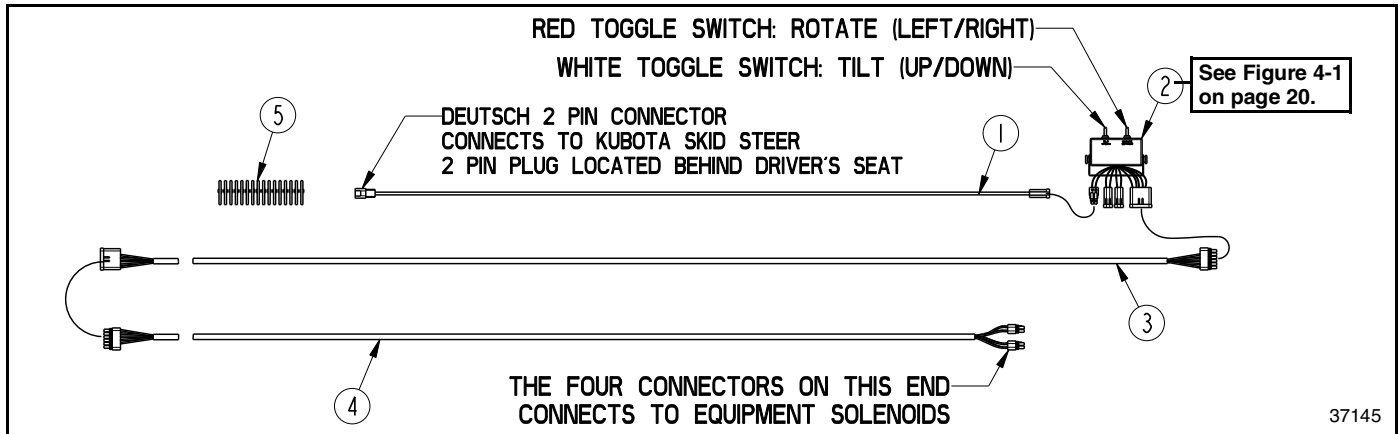 RED TOGGLE SWITCH: ROTATE (LEFT/RIGHT)
WHITE TOGGLE SWITCH: TILT (UP/DOWN)
2
See Figure 4-1
on page 20.
5
DEUTSCH 2 PIN CONNECTOR
CONNECTS TO KUBOTA SKID STEER
2 PIN PLUG LOCATED BEHIND DRIVER'S SEAT
1
3
4
THE FOUR CONNECTORS ON THIS END
CONNECTS TO EQUIPMENT SOLENOIDS
37145